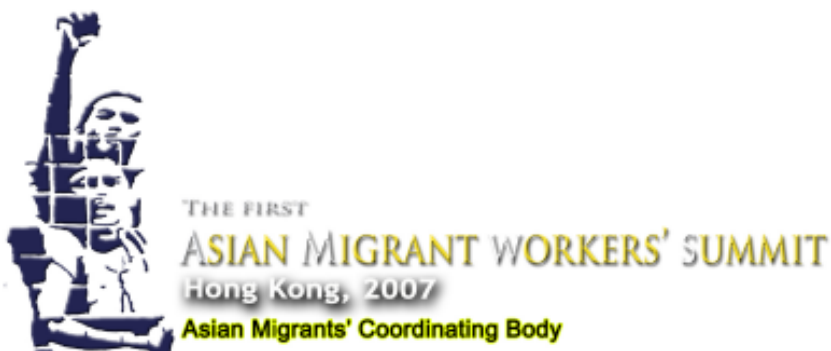 THE FIRST
ASIAN MIGRANT WORKERS' SUMMIT
Hong Kong, 2007
Asian Migrants' Coordinating Body